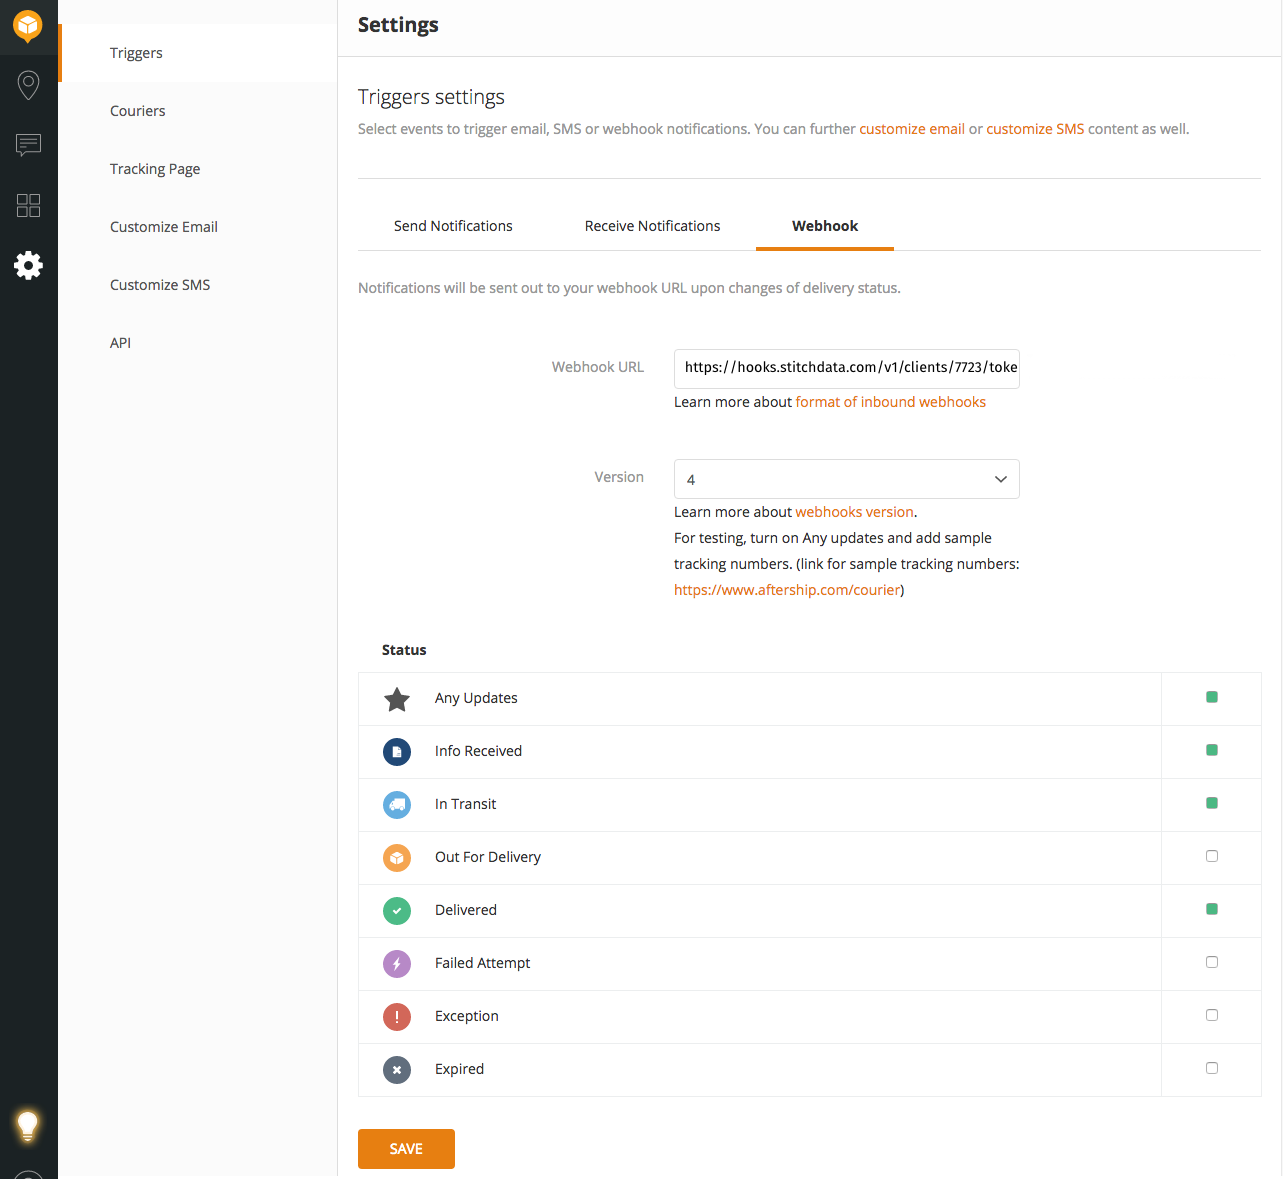 Settings
Triggers
Couriers
Tracking Page
Customize Email
Customize SMS
API
Triggers settings
Select events to trigger email, SMS or webhook notifications. You can further customize email or customize SMS content as well.
Send Notifications
Receive Notifications
Webhook
Notifications will be sent out to your webhook URL upon changes of delivery status.
Webhook URL
https://hooks.stitchdata.com/v1/clients/7723/toke
Learn more about format of inbound webhooks
Version
4
Learn more about webhooks version.
For testing, turn on Any updates and add sample
tracking numbers. (link for sample tracking numbers:
https://www.aftership.com/courier)
Status
Any Updates
Info Received
In Transit
Out For Delivery
Delivered
Failed Attempt
Exception
Expired
SAVE